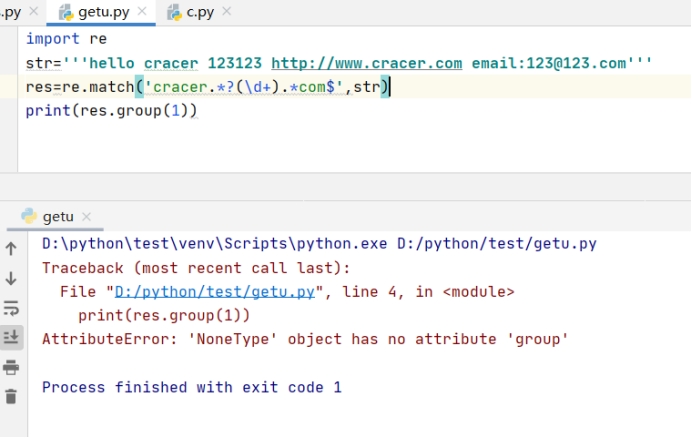 .py getu.py c.py
import re
str='''hello cracer 123123 http://www.cracer.com email:123@123.com'''
res=re.match('cracer.*?(\d+).*com$',str)
print(res.group(1))
getu
D:\python\test\venv\Scripts\python.exe D:/python/test/getu.py
Traceback (most recent call last):
  File "D:/python/test/getu.py", line 4, in <module>
    print(res.group(1))
AttributeError: 'NoneType' object has no attribute 'group'
Process finished with exit code 1